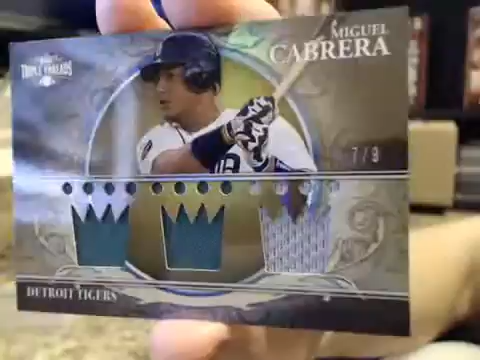 MIGUEL
CABRERA
TRIPLE THREADS
7/9
DETROIT TIGERS